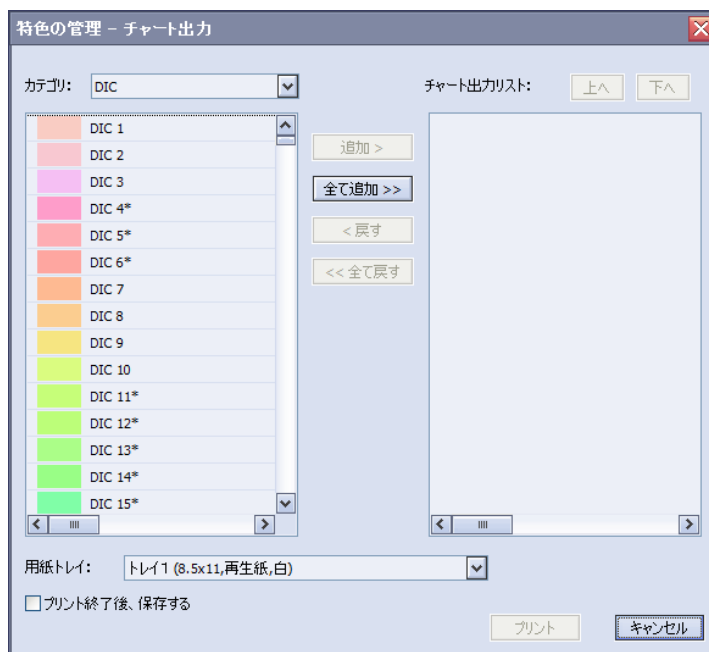 特色の管理 － チャート出力
カテゴリ: DIC
チャート出力リスト: 上へ 下へ
DIC 1
DIC 2
DIC 3
DIC 4*
DIC 5*
DIC 6*
DIC 7
DIC 8
DIC 9
DIC 10
DIC 11*
DIC 12*
DIC 13*
DIC 14*
DIC 15*
追加 >
全て追加 >>
< 戻す
<< 全て戻す
用紙トレイ: トレイ1 (8.5x11,再生紙,白)
プリント終了後、保存する
プリント キャンセル